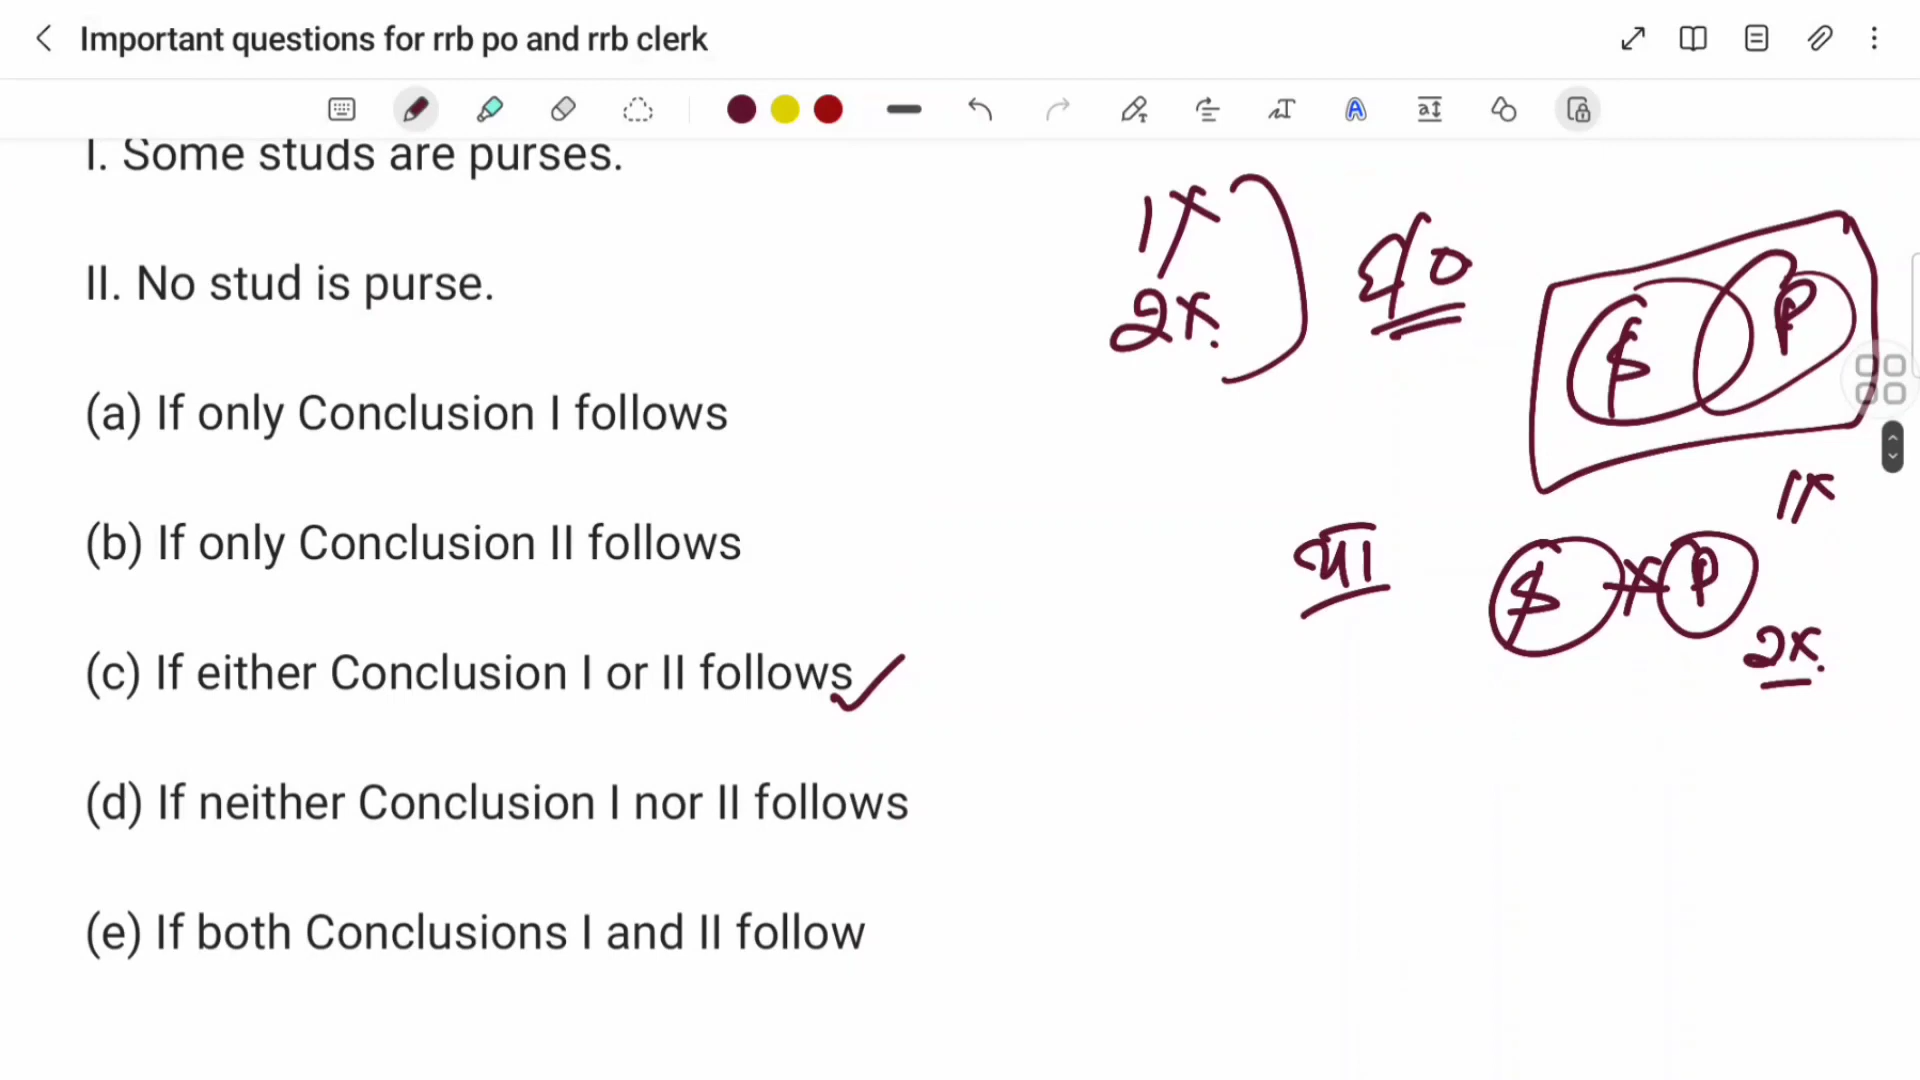 Important questions for rrb po and rrb clerk
I. Some studs are purses.
II. No stud is purse.
(a) If only Conclusion I follows
(b) If only Conclusion II follows
(c) If either Conclusion I or II follows
(d) If neither Conclusion I nor II follows
(e) If both Conclusions I and II follow
1x
2x.
S P
1x
या
S x P
2x.